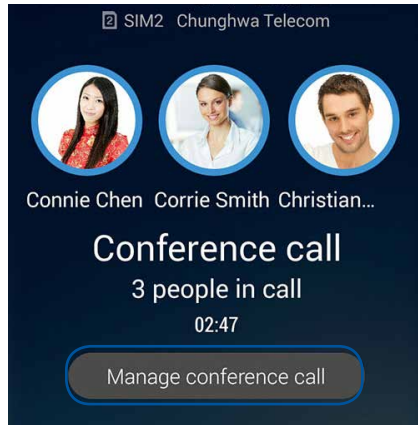 2 SIM2 Chunghwa Telecom
Connie Chen Corrie Smith Christian...
Conference call
3 people in call
02:47
Manage conference call